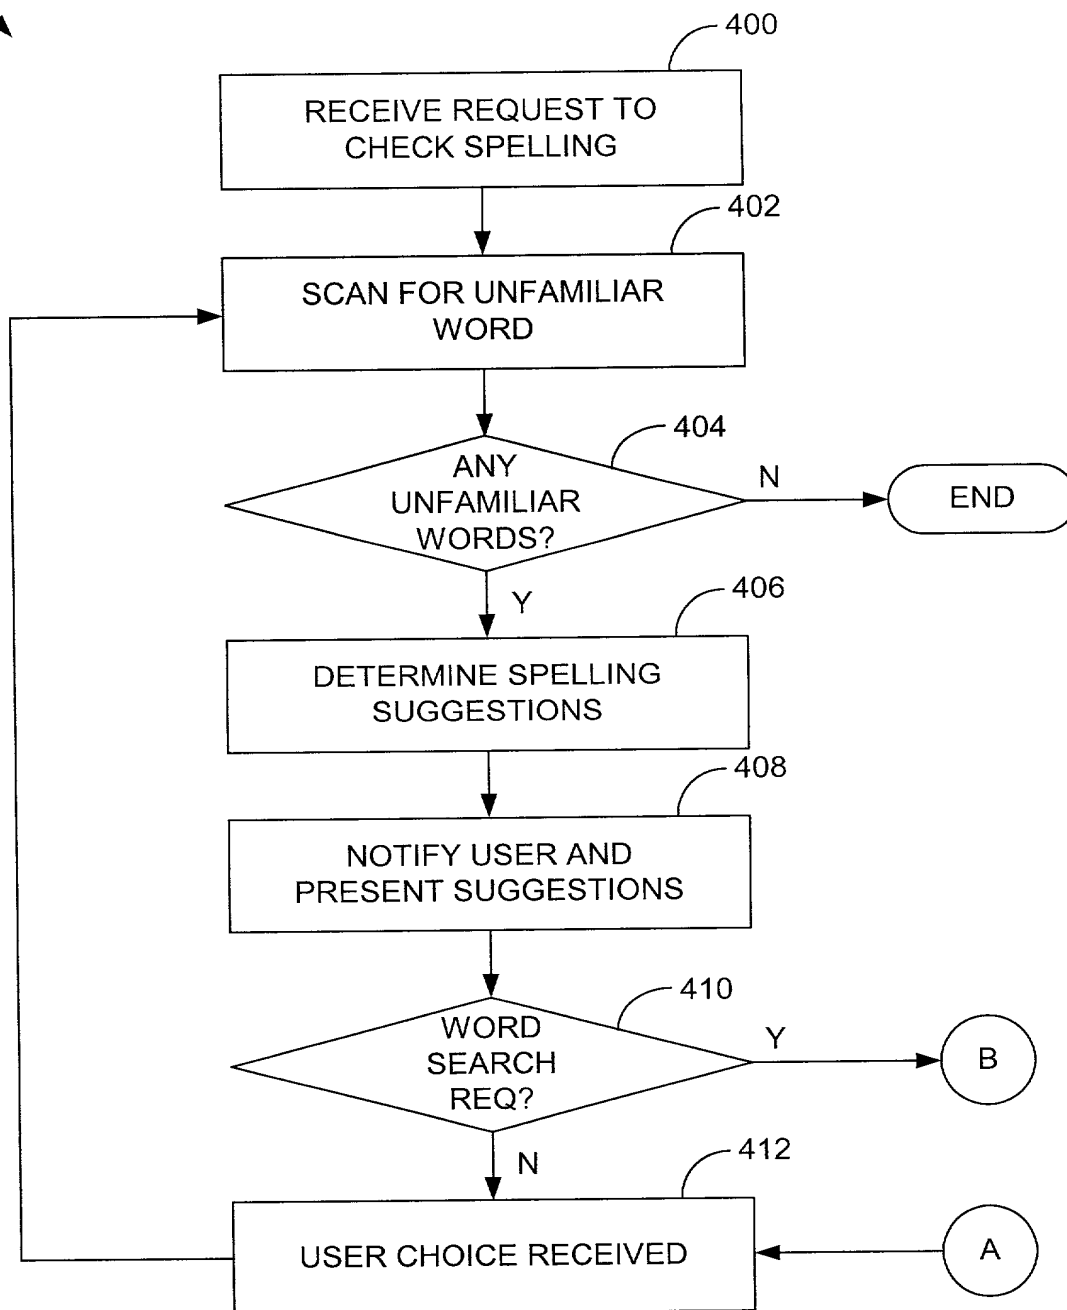 400
RECEIVE REQUEST TO
CHECK SPELLING
402
SCAN FOR UNFAMILIAR
WORD
404
ANY
UNFAMILIAR
WORDS?
N
END
Y
406
DETERMINE SPELLING
SUGGESTIONS
408
NOTIFY USER AND
PRESENT SUGGESTIONS
410
WORD
SEARCH
REQ?
Y
B
N
412
USER CHOICE RECEIVED
A